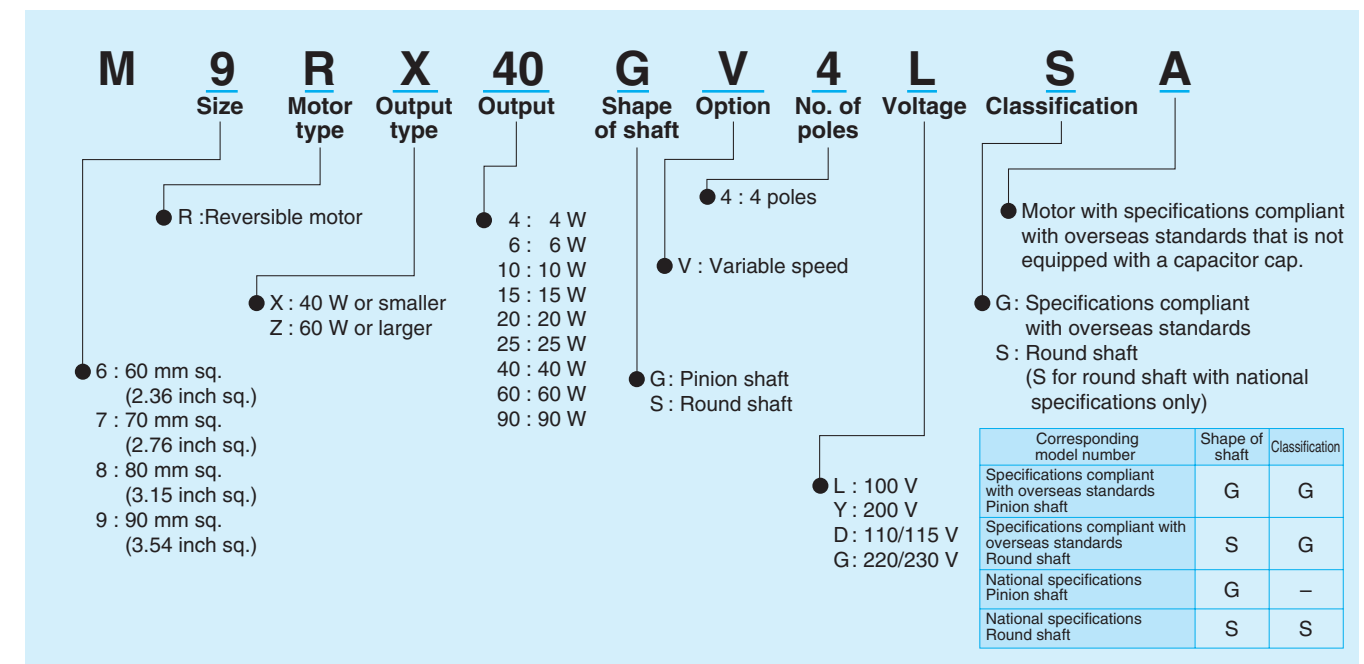 M 9 R X 40 G V 4 L S A
Size Motor type Output type Output Shape of shaft Option No. of poles Voltage Classification
R :Reversible motor
X : 40 W or smaller
Z : 60 W or larger
6 : 60 mm sq.
(2.36 inch sq.)
7 : 70 mm sq.
(2.76 inch sq.)
8 : 80 mm sq.
(3.15 inch sq.)
9 : 90 mm sq.
(3.54 inch sq.)
4 : 4 W
6 : 6 W
10 : 10 W
15 : 15 W
20 : 20 W
25 : 25 W
40 : 40 W
60 : 60 W
90 : 90 W
G : Pinion shaft
S : Round shaft
V : Variable speed
4 : 4 poles
L : 100 V
Y : 200 V
D : 110/115 V
G : 220/230 V
Motor with specifications compliant
with overseas standards that is not
equipped with a capacitor cap.
G : Specifications compliant
with overseas standards
S : Round shaft
(S for round shaft with national
specifications only)
Corresponding model number Shape of shaft Classification
Specifications compliant
with overseas standards
Pinion shaft G G
Specifications compliant with
overseas standards
Round shaft S G
National specifications
Pinion shaft G –
National specifications
Round shaft S S